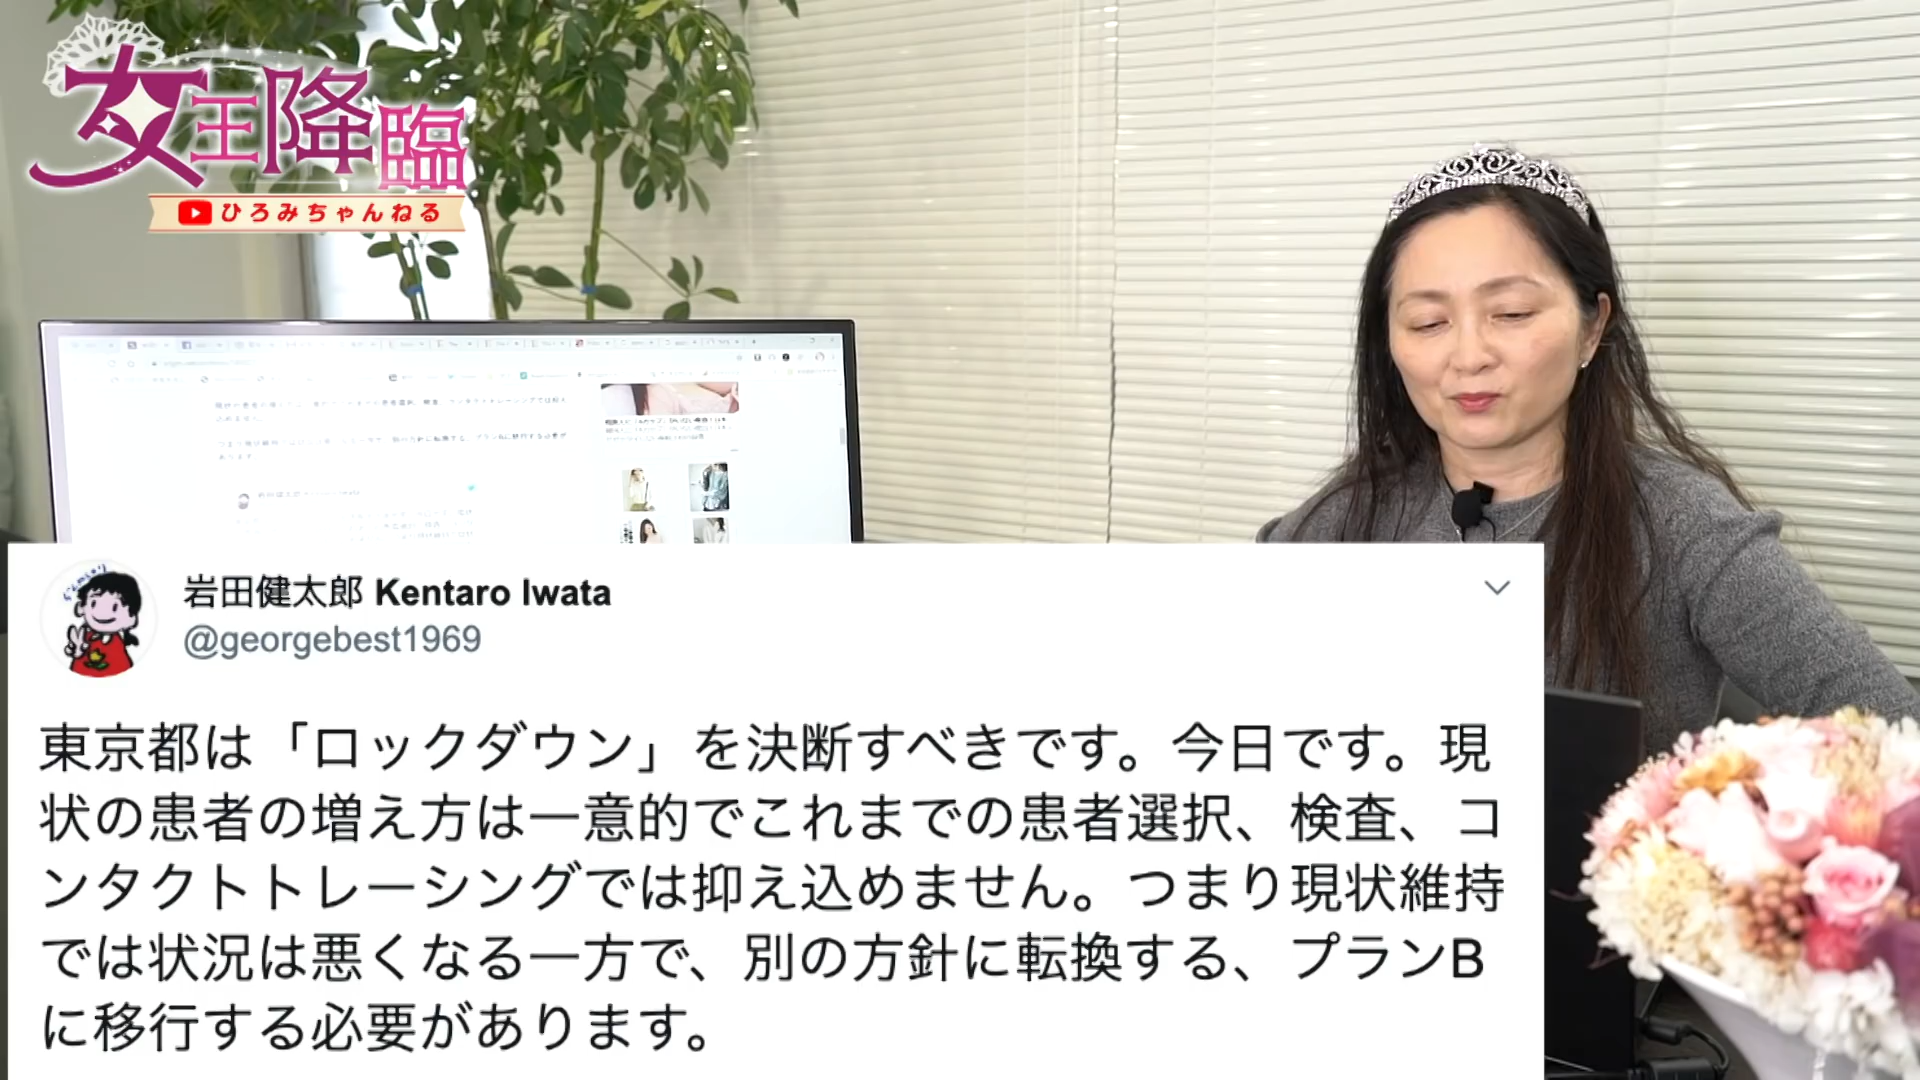 女王降臨
ひろみちゃんねる
岩田健太郎 Kentaro Iwata
@georgebest1969
東京都は「ロックダウン」を決断すべきです。今日です。現
状の患者の増え方は一意的でこれまでの患者選択、検査、コ
ンタクトトレーシングでは抑え込めません。つまり現状維持
では状況は悪くなる一方で、別の方針に転換する、プランB
に移行する必要があります。